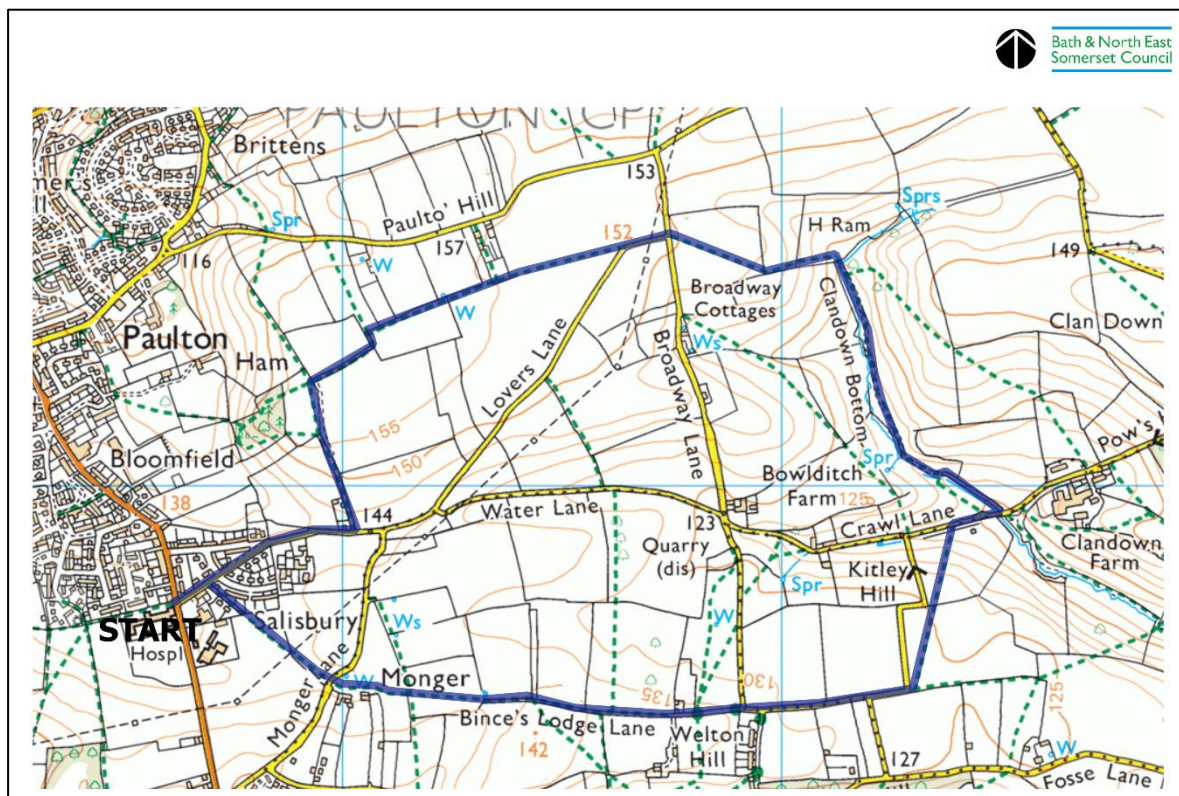 Bath & North East
Somerset Council
PAULTON CP
Brittens
153
Sprs
Spr
Paulto' Hill
H Ram
116
W
157
152
149
Broadway
Cottages
Clan Down
W
Paulton
Ham
Lovers Lane
Ws
Broadway Lane
Clandown Bottom
155
150
Pow's
Bloomfield
138
Spr
Bowlditch
Farm
125
144
Water Lane
123
Crawl Lane
Quarry
(dis)
Clandown
Farm
Kitley
Hill
Spr
START
Salisbury
Hospl
Ws
W
Monger Lane
W
Monger
135
130
125
Bince's Lodge Lane
142
Welton
Hill
W
127
Fosse Lane